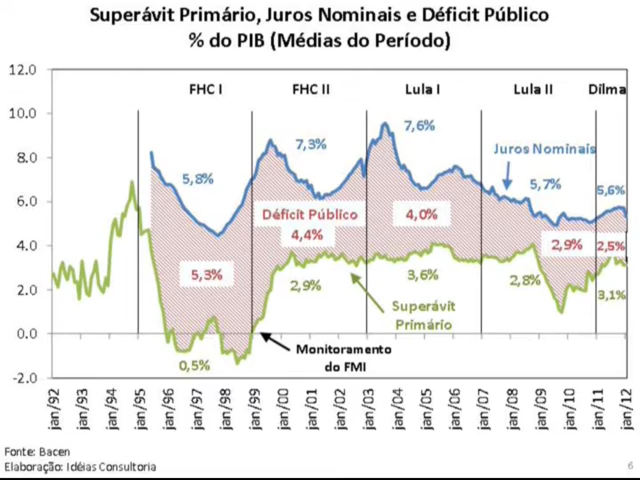 Superávit Primário, Juros Nominais e Déficit Público
% do PIB (Médias do Período)
12.0
10.0
8.0
6.0
4.0
2.0
0.0
-2.0
FHC I
FHC II
Lula I
Lula II
Dilma
5,8%
7,3%
7,6%
Juros Nominais
5,7%
5,6%
Déficit Público
4,4%
4,0%
5,3%
2,9%
2,5%
2,9%
3,6%
2,8%
3,1%
Superávit
Primário
0,5%
Monitoramento
do FMI
jan/92
jan/93
jan/94
jan/95
jan/96
jan/97
jan/98
jan/99
jan/00
jan/01
jan/02
jan/03
jan/04
jan/05
jan/06
jan/07
jan/08
jan/09
jan/10
jan/11
jan/12
Fonte: Bacen
Elaboração: Idéias Consultoria
6